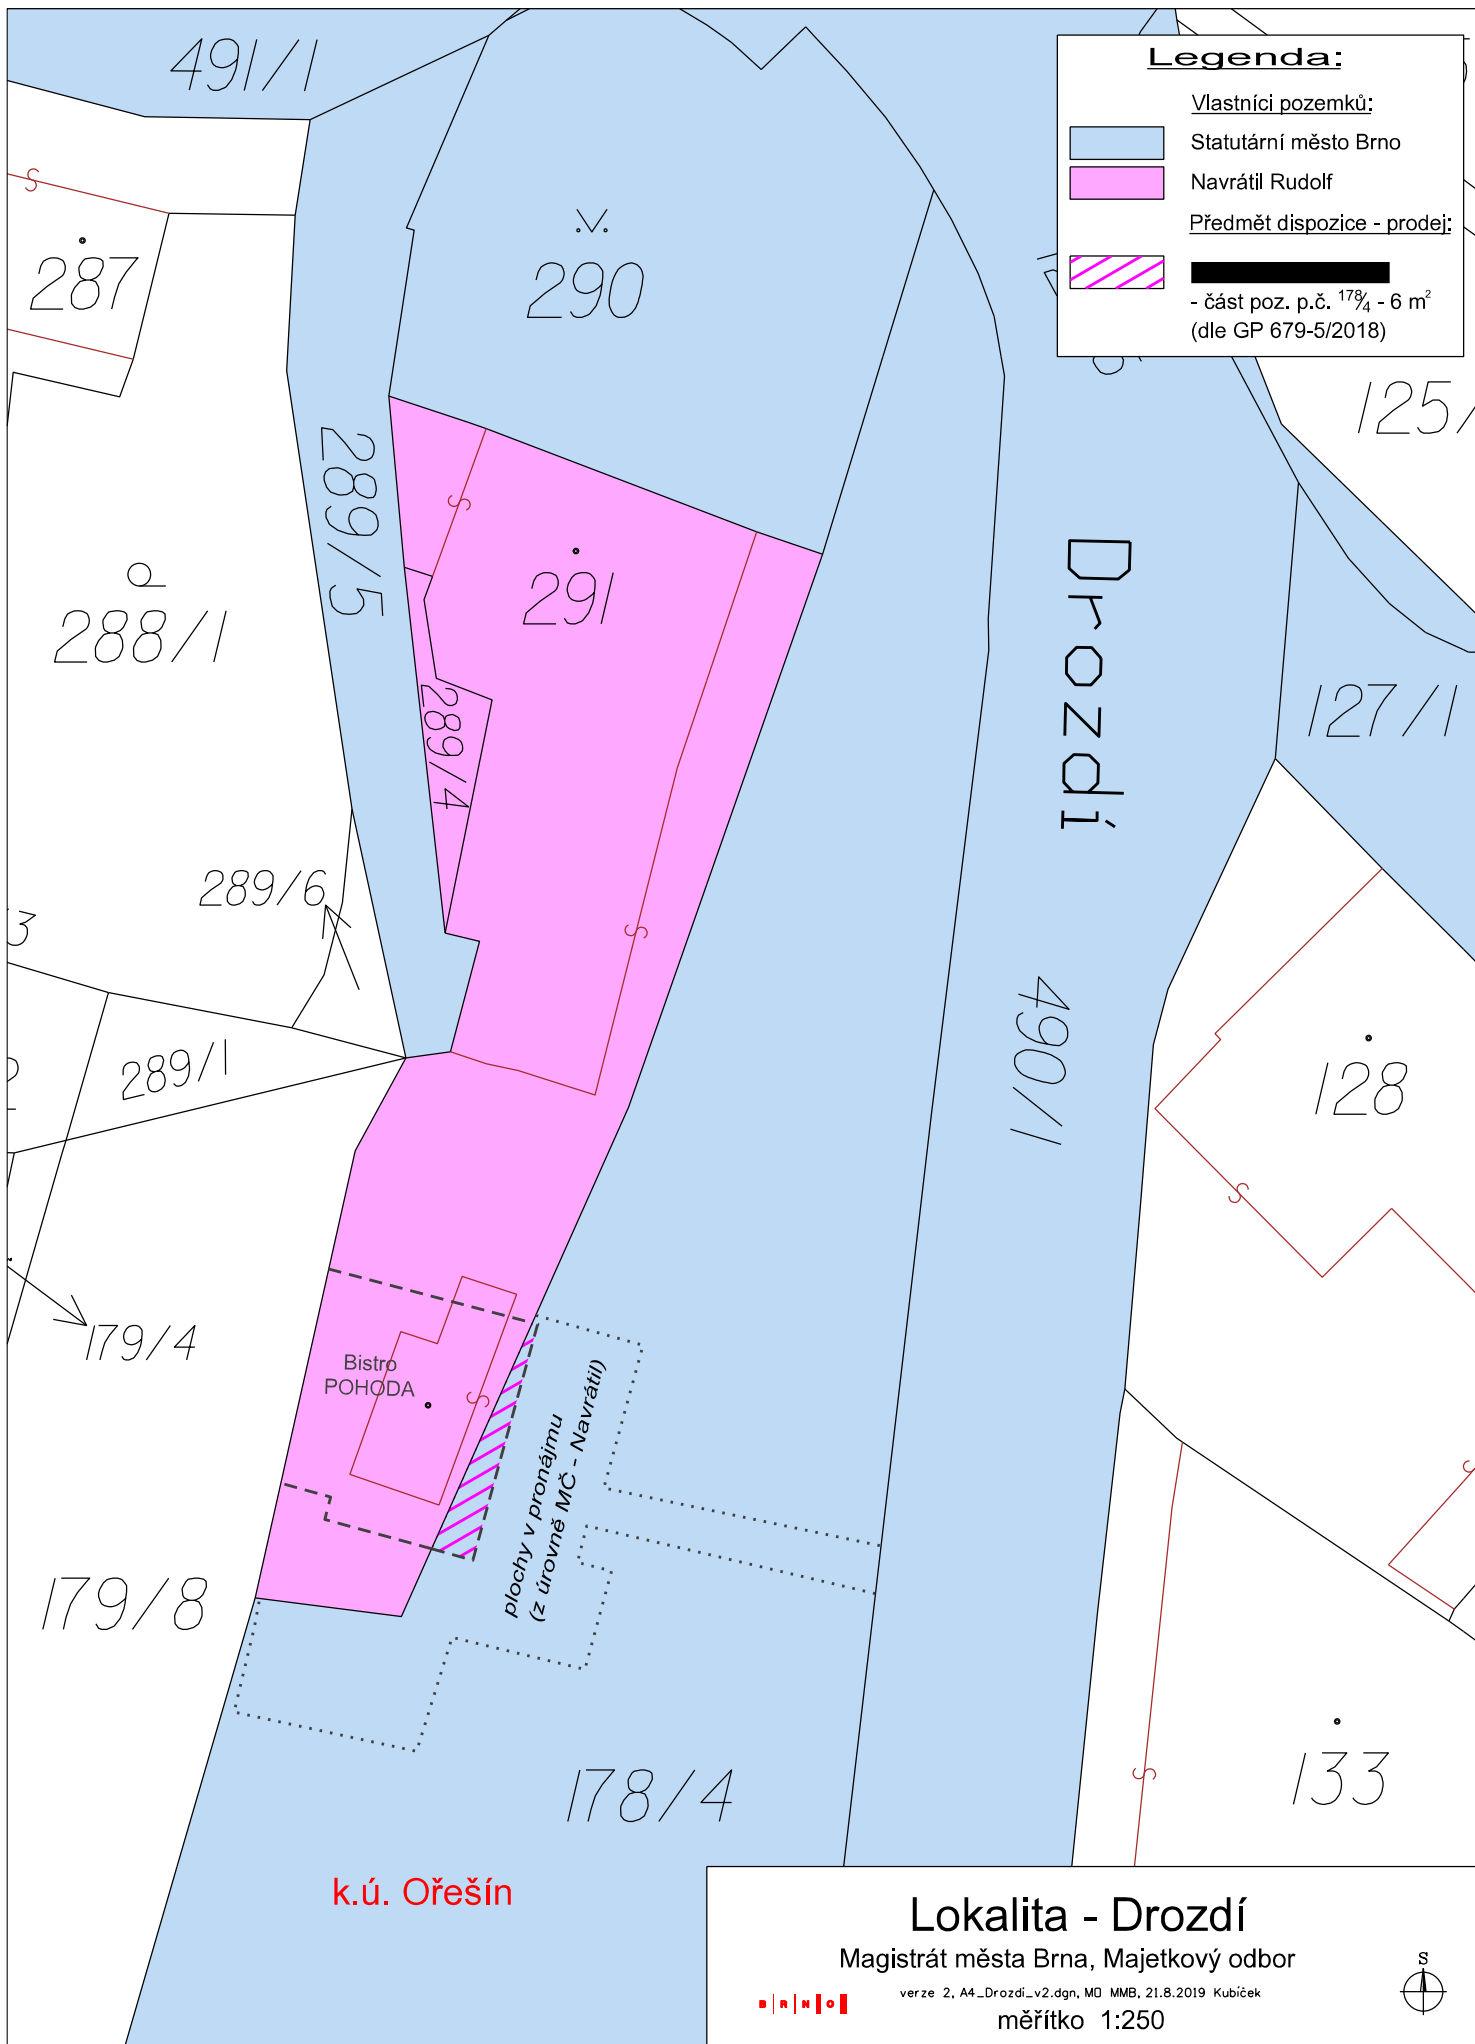 491/1
Legenda:
Vlastníci pozemků:
Statutární město Brno
Navrátil Rudolf
Předmět dispozice - prodej:
- část poz. p.č. 178/4 - 6 m²
(dle GP 679-5/2018)
S
287
.V.
290
125/
289/5
S
291
288/1
Drozdí
127/1
289/4
289/6
S
3
490/1
289/1
128
S
179/4
Bistro
POHODA
S
plochy v pronájmu
(z úrovně MČ - Navrátil)
179/8
178/4
S
133
k.ú. Ořešín
Lokalita - Drozdí
Magistrát města Brna, Majetkový odbor
verze 2, A4_Drozdi_v2.dgn, MO MMB, 21.8.2019 Kubíček
BRNO
měřítko 1:250
S